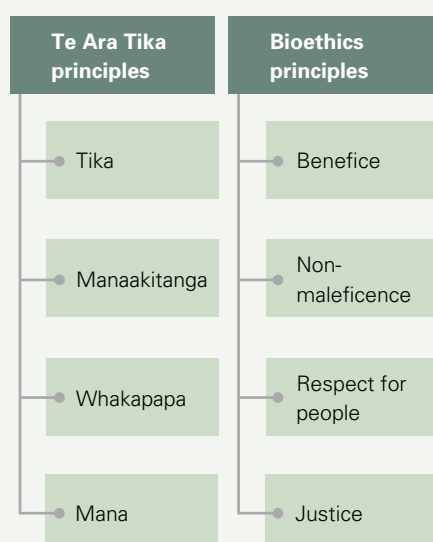 Te Ara Tika
principles
Tika
Manaakitanga
Whakapapa
Mana
Bioethics
principles
Benefice
Non-
maleficence
Respect for
people
Justice